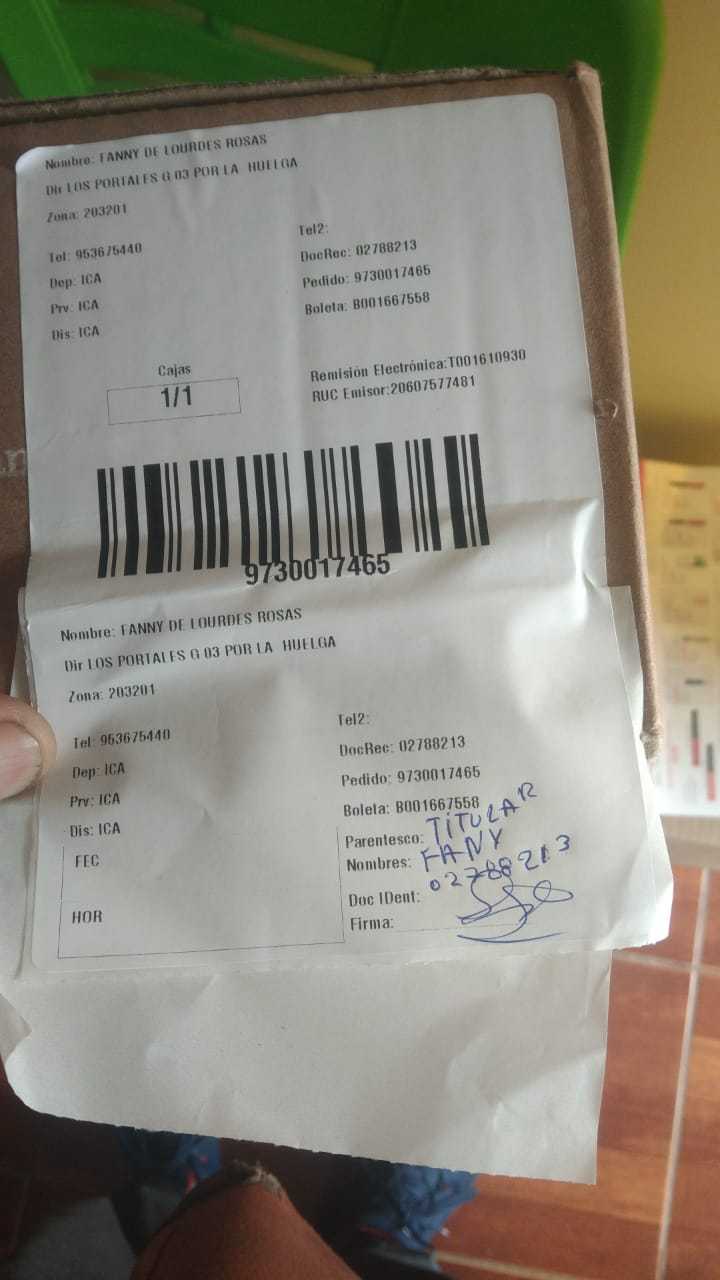 Nombre: FANNY DE LOURDES ROSAS
Dir LOS PORTALES G 03 POR LA HUELGA
Zona: 203201
Tel: 953675440
Tel2:
Dep: ICA
DocRec: 02788213
Prv: ICA
Pedido: 9730017465
Dis: ICA
Boleta: B001667558
Cajas
1/1
Remisión Electrónica:T001610930
RUC Emisor:20607577481
9730017465
Nombre: FANNY DE LOURDES ROSAS
Dir LOS PORTALES G 03 POR LA HUELGA
Zona: 203201
Tel: 953675440
Tel2:
Dep: ICA
DocRec: 02788213
Prv: ICA
Pedido: 9730017465
Dis: ICA
Boleta: B001667558
FEC
HOR
Parentesco: TITULAR
Nombres: FANY
Doc IDent: 02788213
Firma: